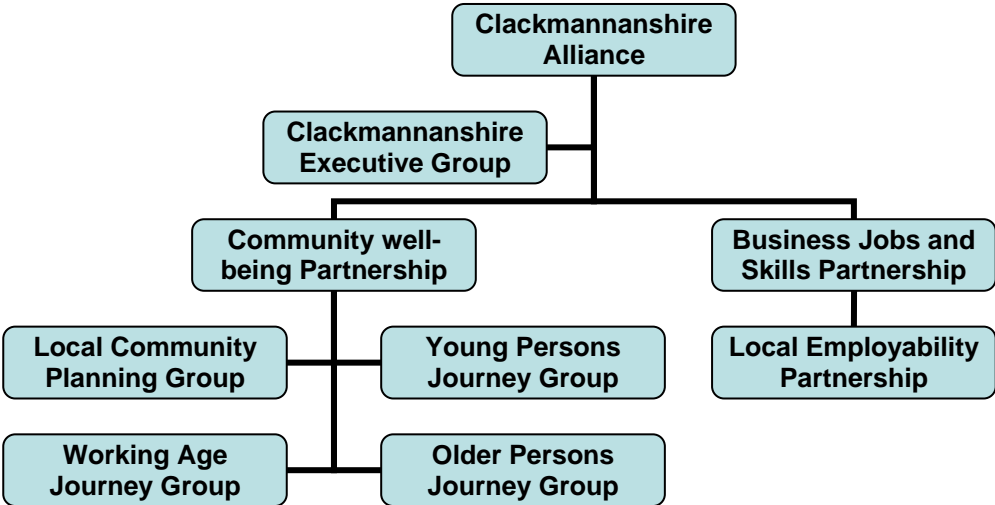 Clackmannanshire
Alliance
Clackmannanshire
Executive Group
Community well-
being Partnership
Business Jobs and
Skills Partnership
Local Community
Planning Group
Young Persons
Journey Group
Local Employability
Partnership
Working Age
Journey Group
Older Persons
Journey Group